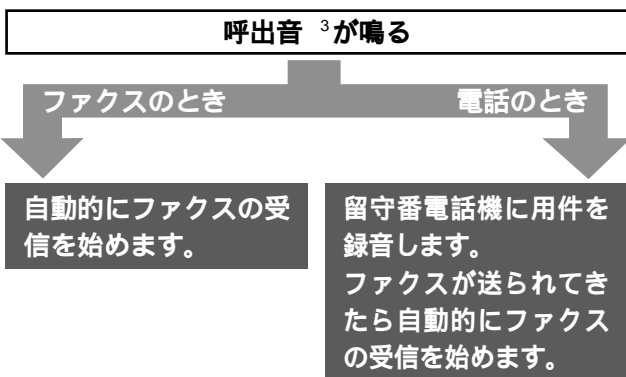 呼出音 3が鳴る
ファクスのとき
電話のとき
自動的にファクスの受
信を始めます。
留守番電話機に用件を
録音します。
ファクスが送られてき
たら自動的にファクス
の受信を始めます。